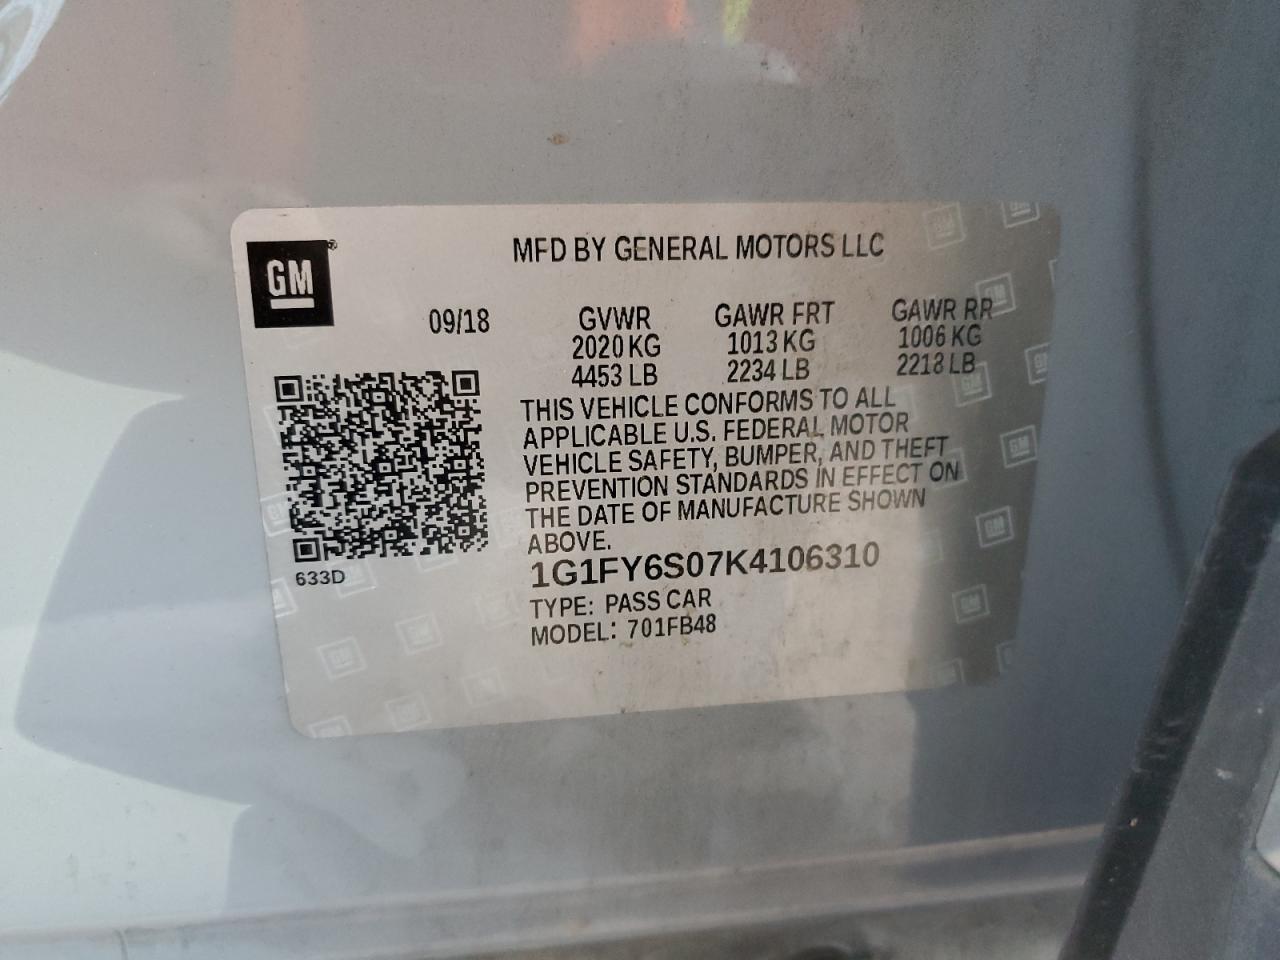 GM®
MFD BY GENERAL MOTORS LLC
09/18
GVWR GAWR FRT GAWR RR
2020 KG 1013 KG 1006 KG
4453 LB 2234 LB 2218 LB
THIS VEHICLE CONFORMS TO ALL
APPLICABLE U.S. FEDERAL MOTOR
VEHICLE SAFETY, BUMPER, AND THEFT
PREVENTION STANDARDS IN EFFECT ON
THE DATE OF MANUFACTURE SHOWN
ABOVE.
633D
1G1FY6S07K4106310
TYPE: PASS CAR
MODEL: 701FB48